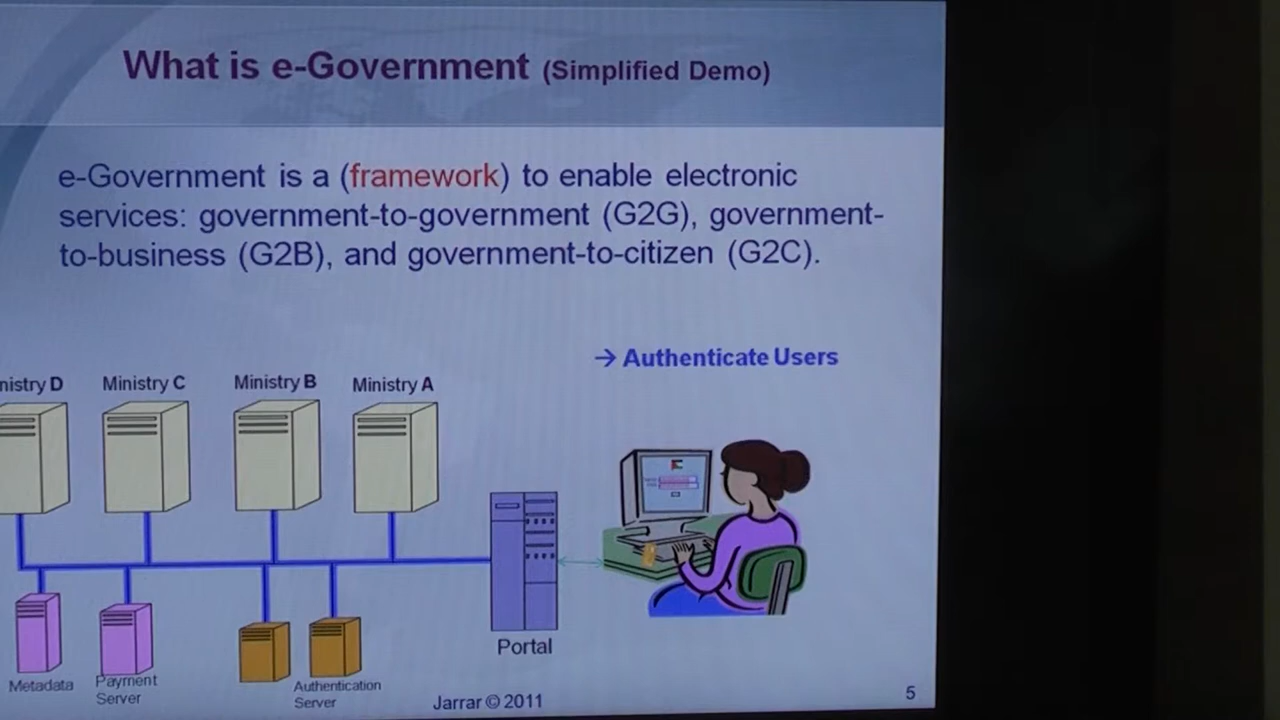 What is e-Government (Simplified Demo)
e-Government is a (framework) to enable electronic
services: government-to-government (G2G), government-
to-business (G2B), and government-to-citizen (G2C).
→ Authenticate Users
nistry D Ministry C Ministry B Ministry A
Portal
Metadata
Payment
Server
Authentication
Server
Jarrar © 2011
5